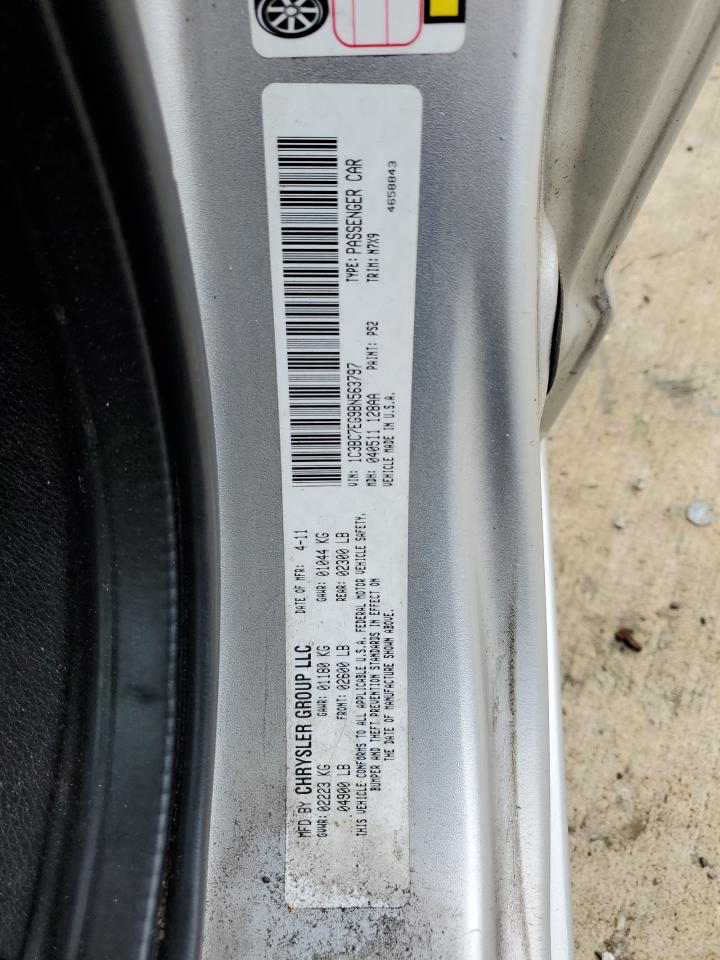 MFD BY CHRYSLER GROUP LLC DATE OF MFR: 4-11
GVWR: 02223 KG GAWR: 01180 KG GAWR: 01044 KG
04900 LB FRONT: 02600 LB REAR: 02300 LB
THIS VEHICLE CONFORMS TO ALL APPLICABLE U.S.A. FEDERAL MOTOR VEHICLE SAFETY,
BUMPER AND THEFT PREVENTION STANDARDS IN EFFECT ON
THE DATE OF MANUFACTURE SHOWN ABOVE.
VIN: 1C3BC7EG9BN563797 TYPE: PASSENGER CAR
MDH: 040511 128AA PAINT: PS2 TRIM: M7X9
VEHICLE MADE IN U.S.A. 4658043